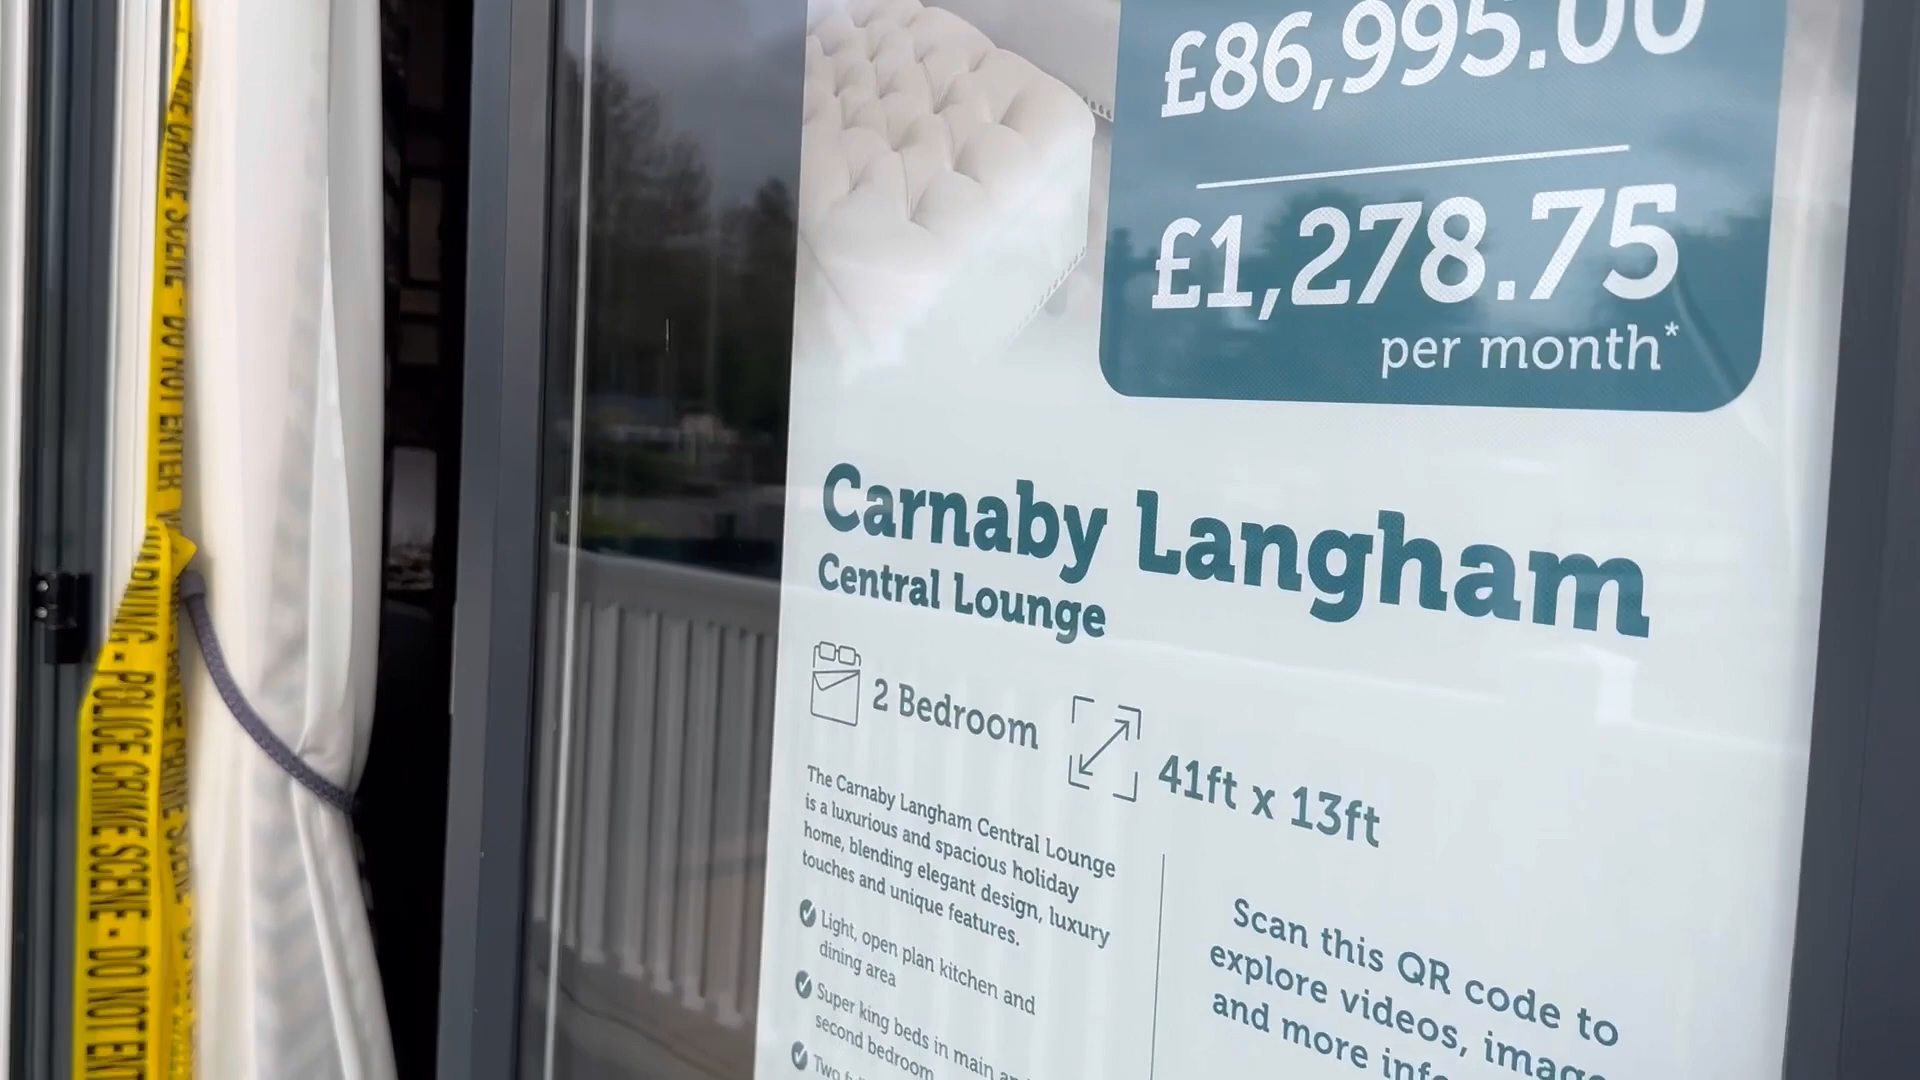 £86,995.00
£1,278.75
per month*
Carnaby Langham
Central Lounge
2 Bedroom
41ft x 13ft
The Carnaby Langham Central Lounge
is a luxurious and spacious holiday
home, blending elegant design, luxury
touches and unique features.
Light, open plan kitchen and
dining area
Super king beds in main
second bedroom
Two
Scan this QR code to
explore videos,
and more
CRIME SCENE - DO NOT ENTER
POLICE CRIME SCENE - DO NOT